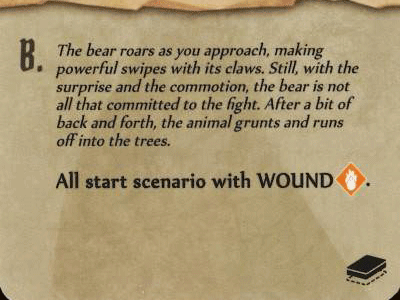 B.
The bear roars as you approach, making
powerful swipes with its claws. Still, with the
surprise and the commotion, the bear is not
all that committed to the fight. After a bit of
back and forth, the animal grunts and runs
off into the trees.
All start scenario with WOUND.